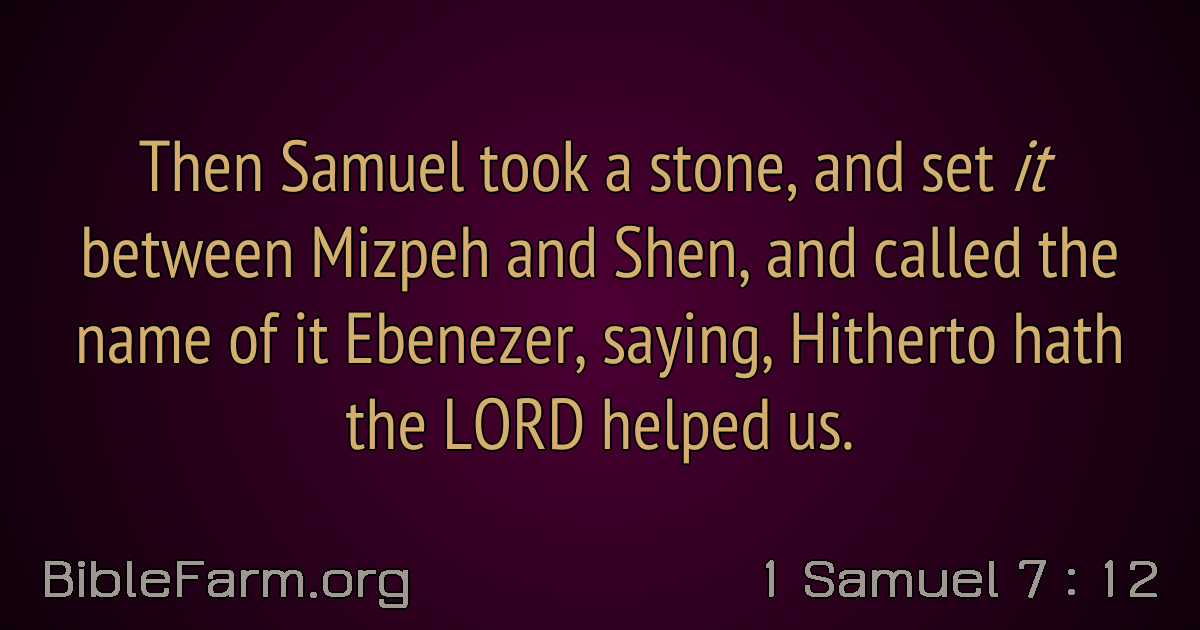 Then Samuel took a stone, and set it
between Mizpeh and Shen, and called the
name of it Ebenezer, saying, Hitherto hath
the LORD helped us.
BibleFarm.org
1 Samuel 7 : 12